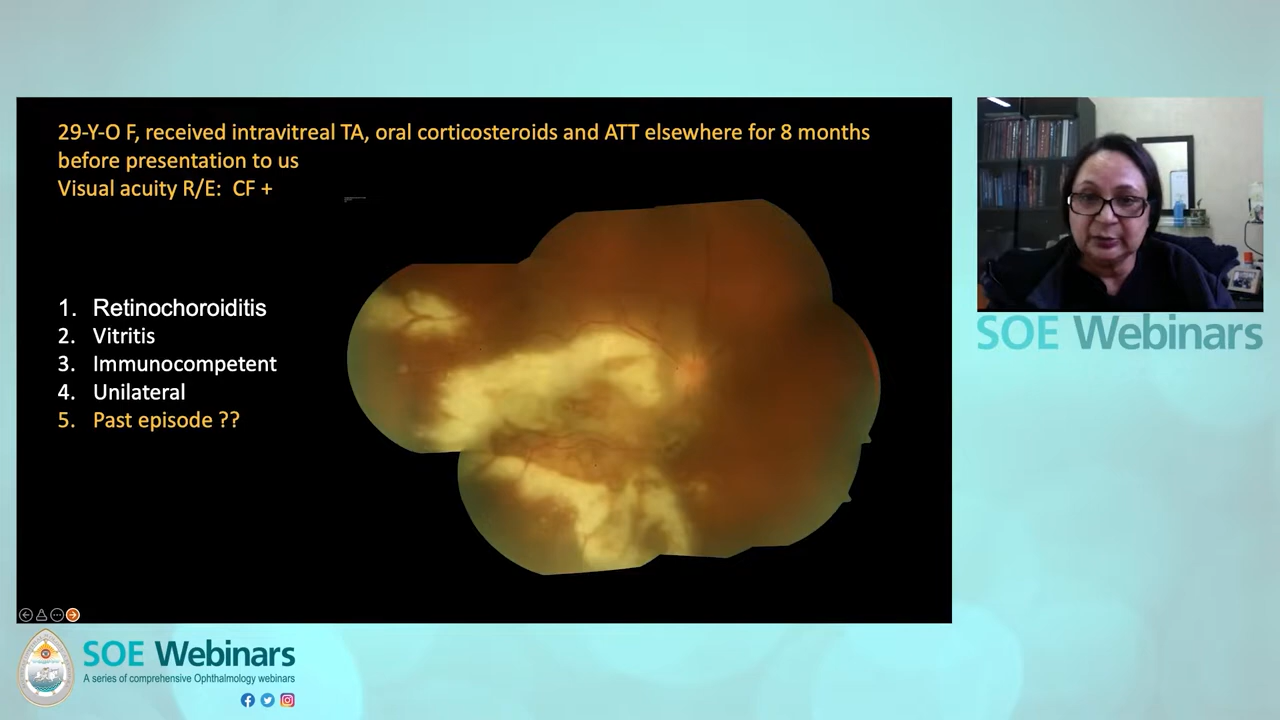 29-Y-O F, received intravitreal TA, oral corticosteroids and ATT elsewhere for 8 months
before presentation to us
Visual acuity R/E: CF +
1. Retinochoroiditis
2. Vitritis
3. Immunocompetent
4. Unilateral
5. Past episode ??
SOE Webinars
SOE Webinars
A series of comprehensive Ophthalmology webinars